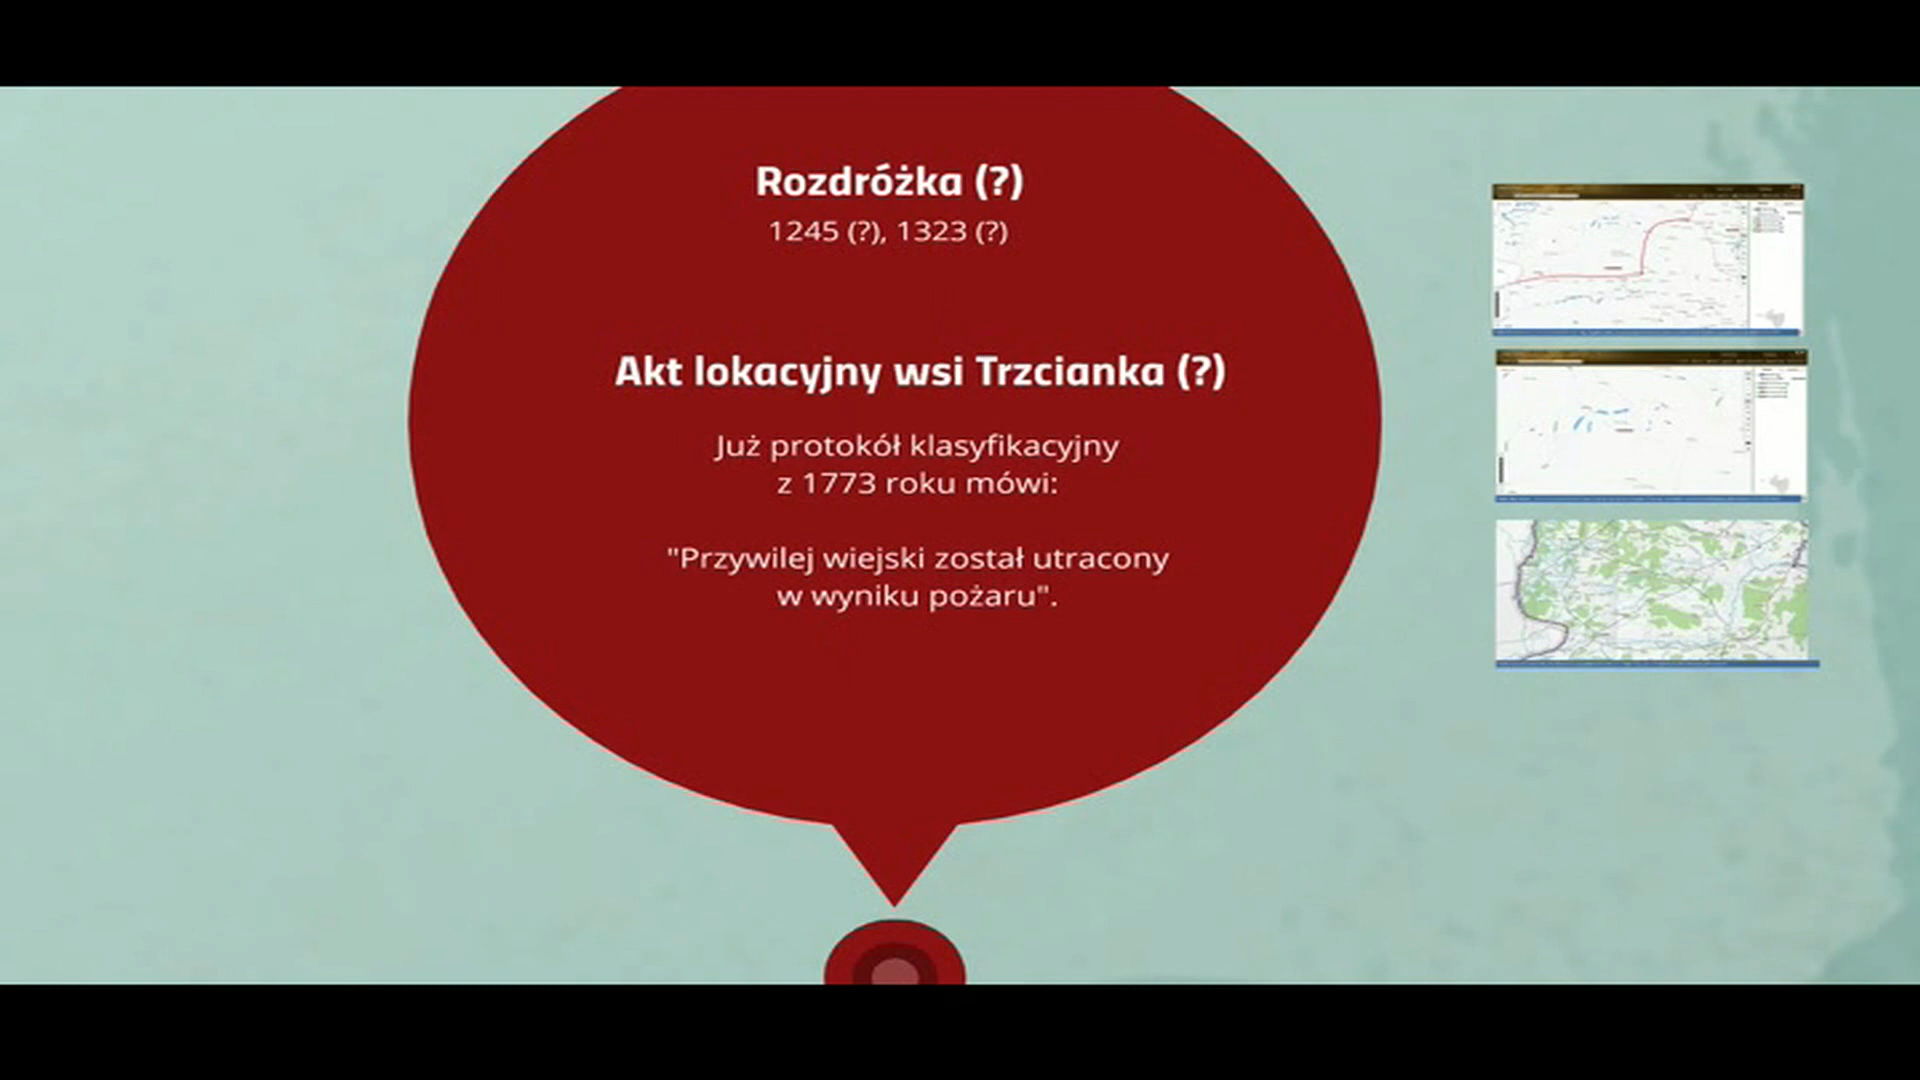 Rozdróżka (?)
1245 (?), 1323 (?)
Akt lokacyjny wsi Trzcianka (?)
Już protokół klasyfikacyjny
z 1773 roku mówi:
"Przywilej wiejski został utracony
w wyniku pożaru".